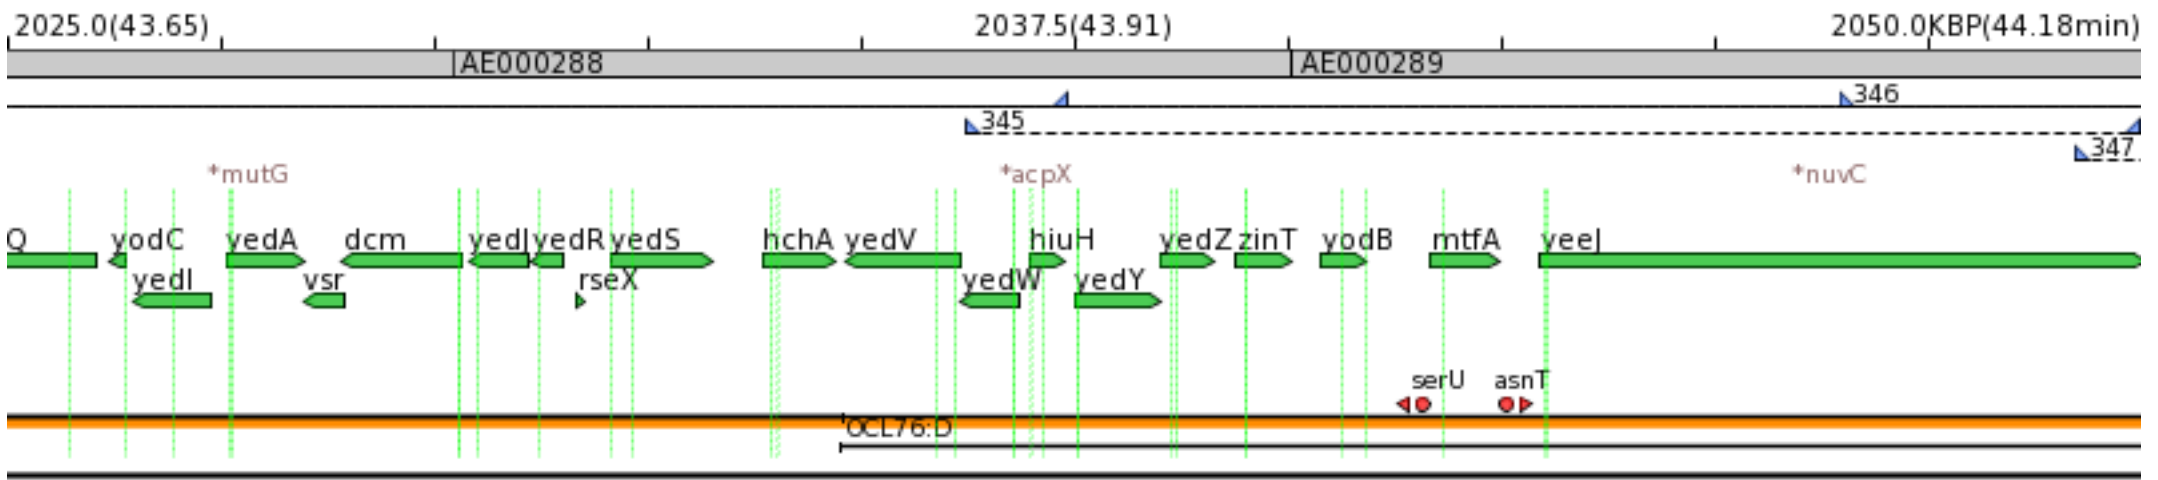 2025.0(43.65) 2037.5(43.91) 2050.0KBP(44.18min)
AE000288 AE000289
346
345
347
*mutG *acpX *nuvC
Q yodC yedA dcm yedJ yedR yedS hchA yedV hiuH yedZ zinT yodB mtfA yeeJ
yedI vsr rseX yedW yedY
serU asnT
OCL76:D